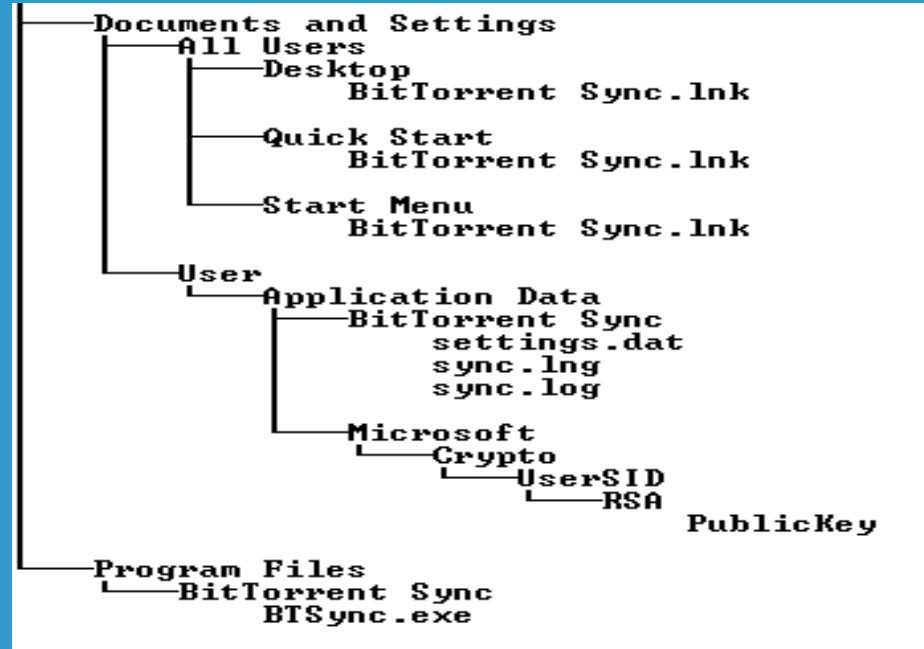 Documents and Settings
All Users
Desktop
BitTorrent Sync.lnk
Quick Start
BitTorrent Sync.lnk
Start Menu
BitTorrent Sync.lnk
User
Application Data
BitTorrent Sync
settings.dat
sync.lng
sync.log
Microsoft
Crypto
UserSID
RSA
PublicKey
Program Files
BitTorrent Sync
BTSync.exe